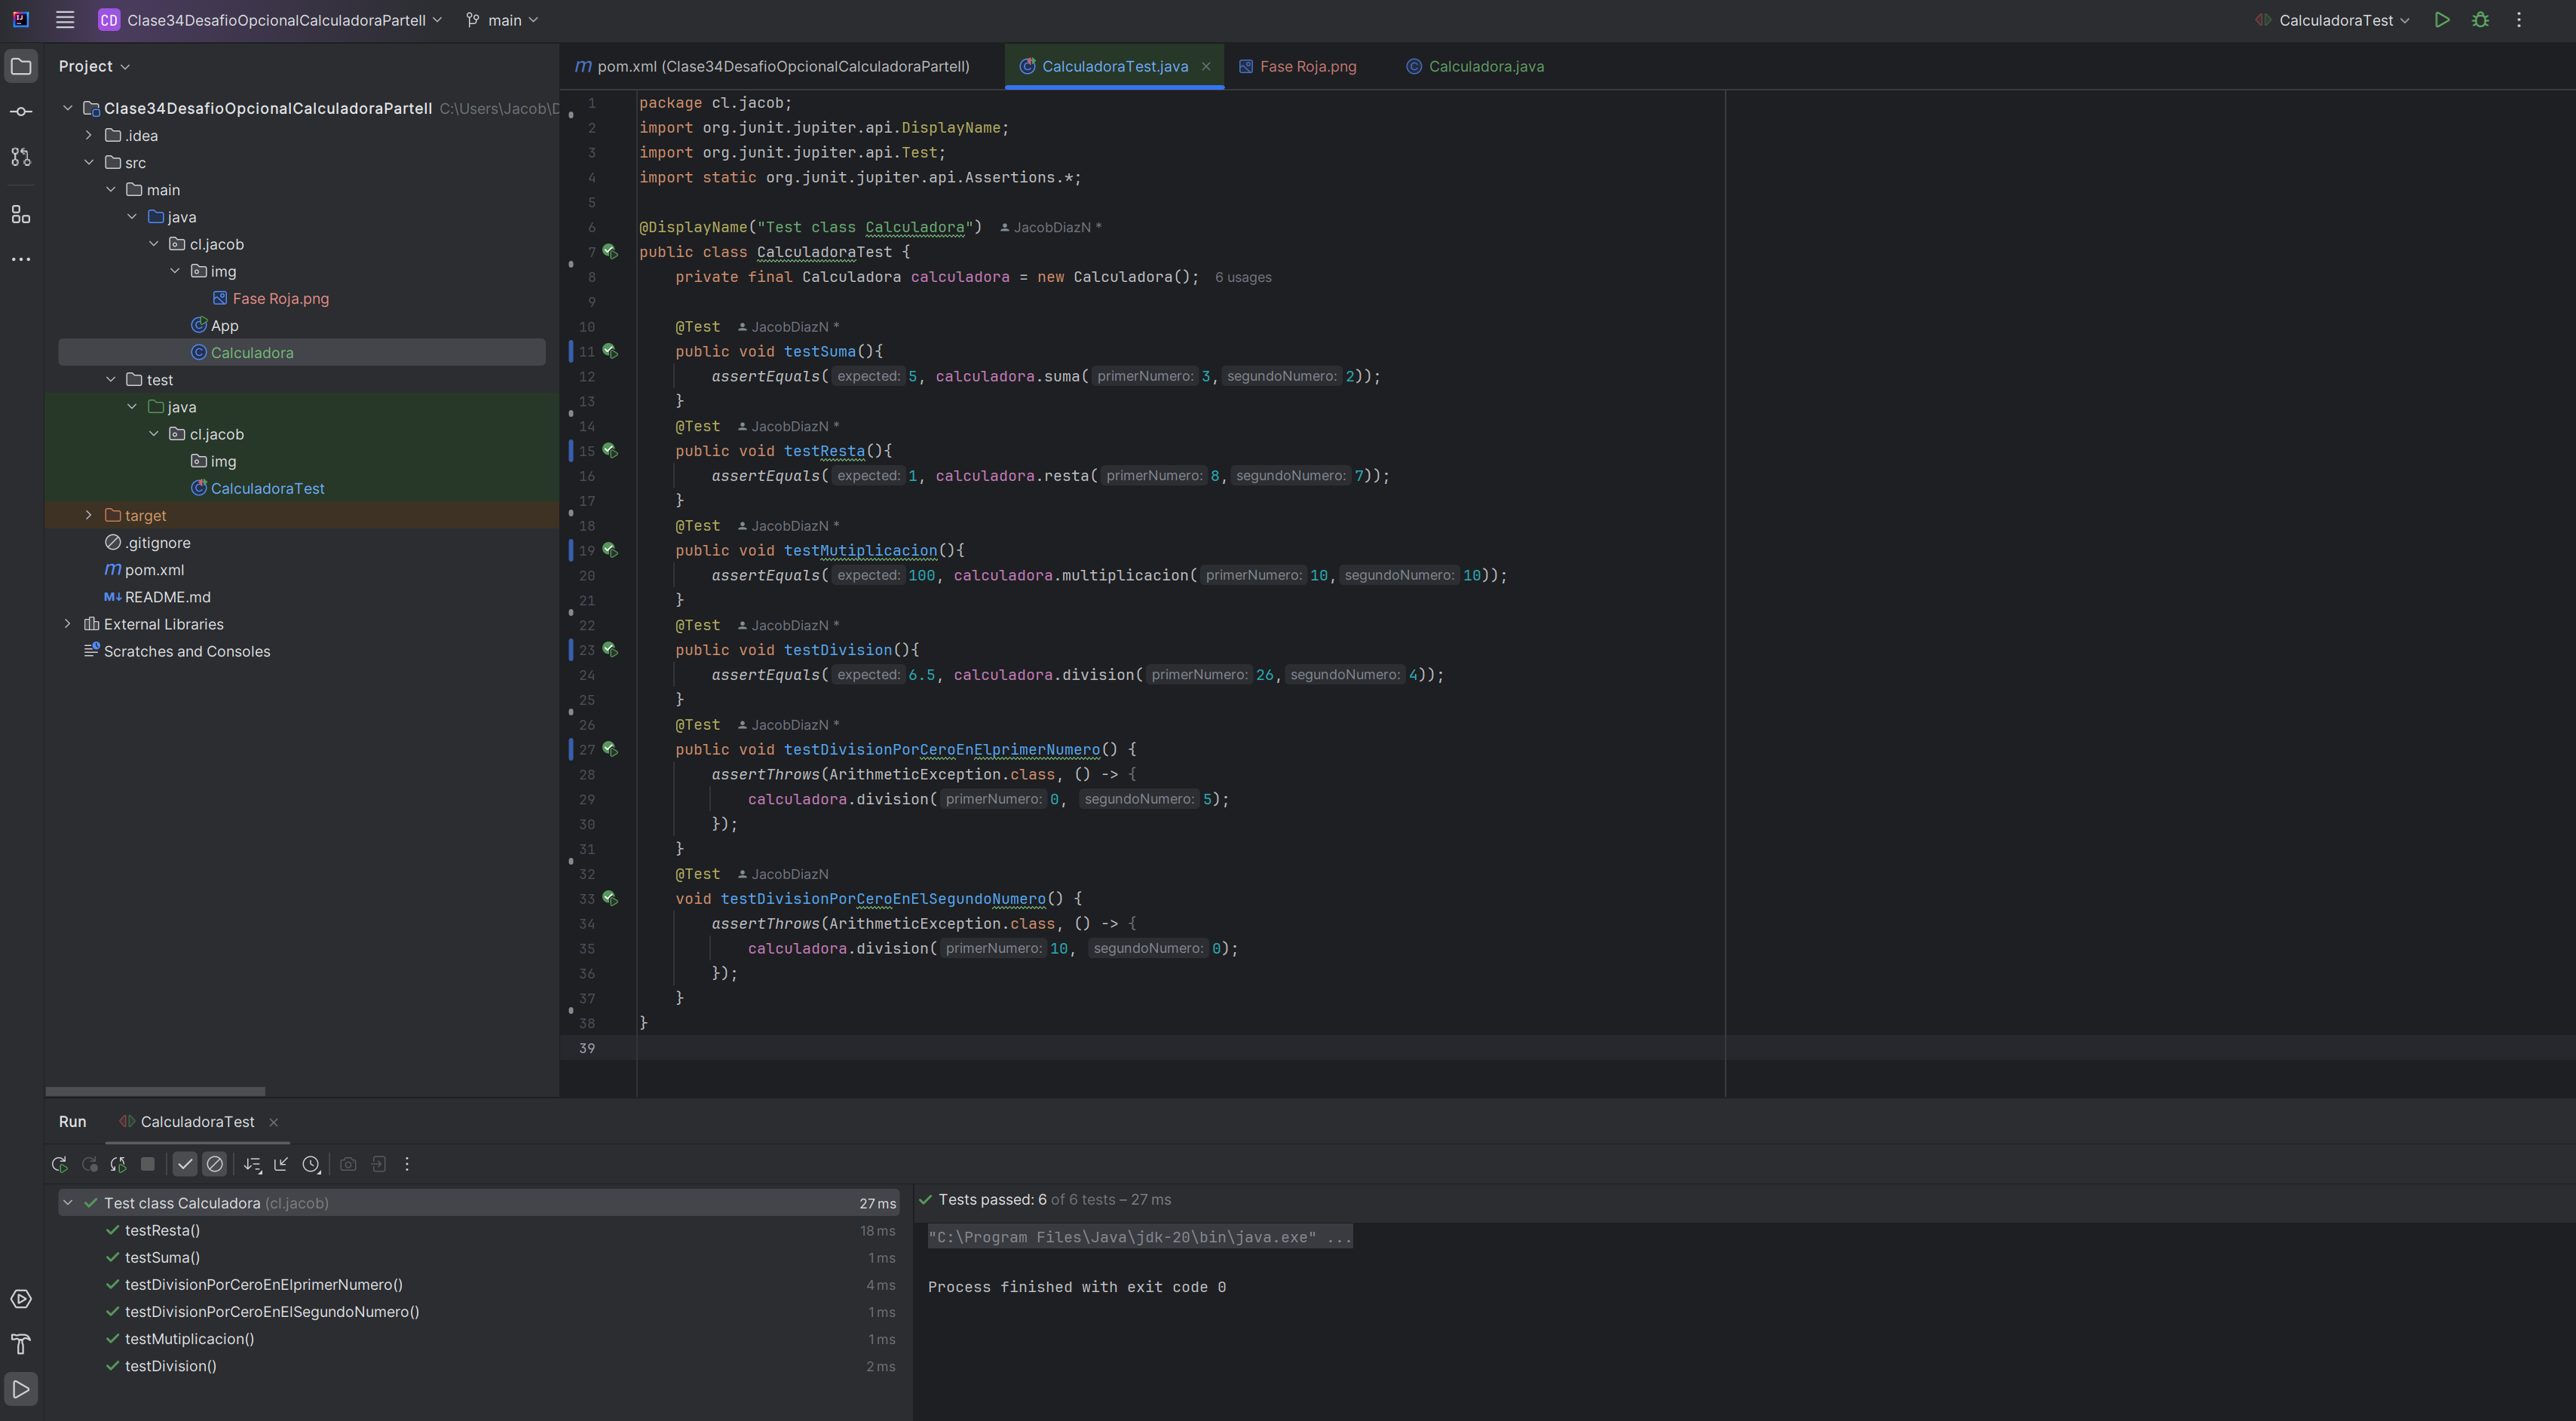 CD Clase34DesafioOpcionalCalculadoraPartell main CalculadoraTest
Project
Clase34DesafioOpcionalCalculadoraPartell C:\Users\Jacob\D
.idea
src
main
java
cl.jacob
img
Fase Roja.png
App
Calculadora
test
java
cl.jacob
img
CalculadoraTest
target
.gitignore
pom.xml
README.md
External Libraries
Scratches and Consoles
pom.xml (Clase34DesafioOpcionalCalculadoraPartell) CalculadoraTest.java Fase Roja.png Calculadora.java
1 package cl.jacob;
2 import org.junit.jupiter.api.DisplayName;
3 import org.junit.jupiter.api.Test;
4 import static org.junit.jupiter.api.Assertions.*;
5
6 @DisplayName("Test class Calculadora") JacobDiazN *
7 public class CalculadoraTest {
8 private final Calculadora calculadora = new Calculadora(); 6 usages
9
10 @Test JacobDiazN *
11 public void testSuma(){
12 assertEquals( expected: 5, calculadora.suma( primerNumero: 3, segundoNumero: 2));
13 }
14 @Test JacobDiazN *
15 public void testResta(){
16 assertEquals( expected: 1, calculadora.resta( primerNumero: 8, segundoNumero: 7));
17 }
18 @Test JacobDiazN *
19 public void testMutiplicacion(){
20 assertEquals( expected: 100, calculadora.multiplicacion( primerNumero: 10, segundoNumero: 10));
21 }
22 @Test JacobDiazN *
23 public void testDivision(){
24 assertEquals( expected: 6.5, calculadora.division( primerNumero: 26, segundoNumero: 4));
25 }
26 @Test JacobDiazN *
27 public void testDivisionPorCeroEnElprimerNumero() {
28 assertThrows(ArithmeticException.class, () -> {
29 calculadora.division( primerNumero: 0, segundoNumero: 5);
30 });
31 }
32 @Test JacobDiazN
33 void testDivisionPorCeroEnElSegundoNumero() {
34 assertThrows(ArithmeticException.class, () -> {
35 calculadora.division( primerNumero: 10, segundoNumero: 0);
36 });
37 }
38 }
39
Run CalculadoraTest
Test class Calculadora (cl.jacob) 27 ms
testResta() 18 ms
testSuma() 1 ms
testDivisionPorCeroEnElprimerNumero() 4 ms
testDivisionPorCeroEnElSegundoNumero() 1 ms
testMutiplicacion() 1 ms
testDivision() 2 ms
Tests passed: 6 of 6 tests – 27 ms
"C:\Program Files\Java\jdk-20\bin\java.exe" ...
Process finished with exit code 0